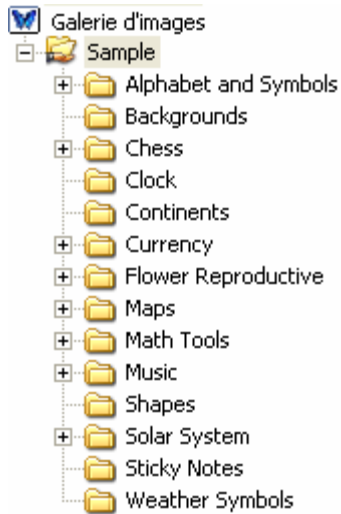 Galerie d'images
Sample
Alphabet and Symbols
Backgrounds
Chess
Clock
Continents
Currency
Flower Reproductive
Maps
Math Tools
Music
Shapes
Solar System
Sticky Notes
Weather Symbols